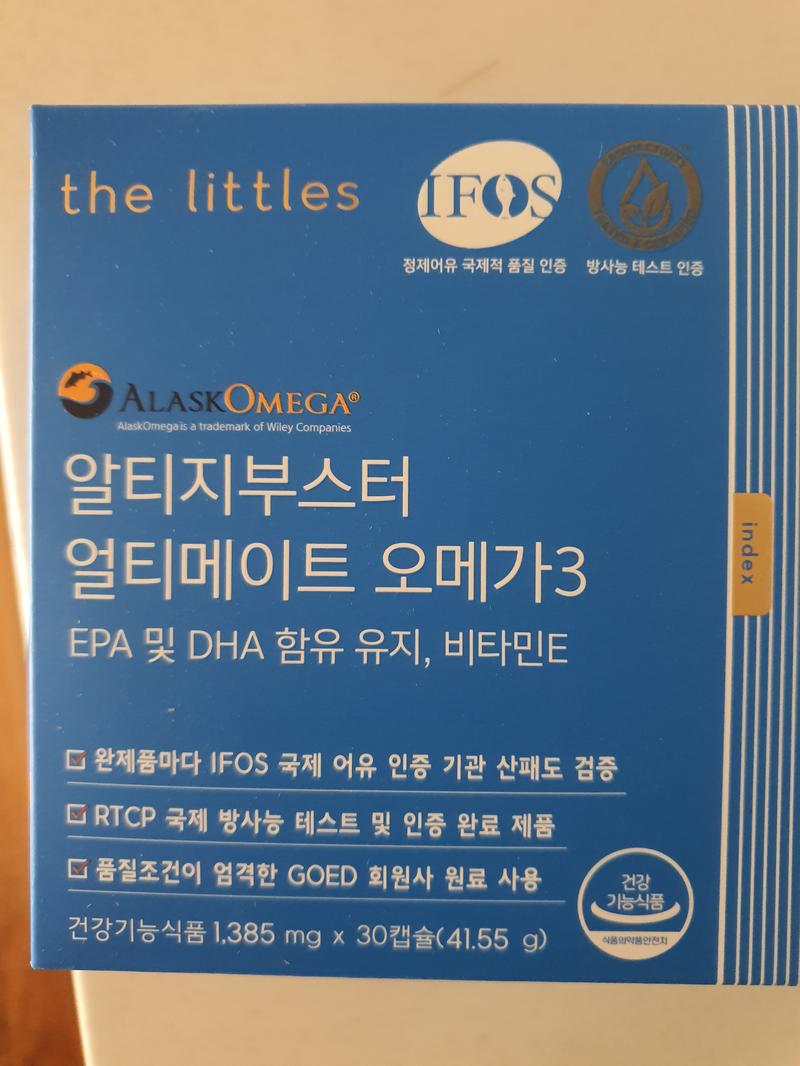 the littles
IFOS
정제어유 국제적 품질 인증
방사능 테스트 인증
ALASKOMEGA®
AlaskOmega is a trademark of Wiley Companies
알티지부스터
얼티메이트 오메가3
EPA 및 DHA 함유 유지, 비타민E
index
완제품마다 IFOS 국제 어유 인증 기관 산패도 검증
RTCP 국제 방사능 테스트 및 인증 완료 제품
품질조건이 엄격한 GOED 회원사 원료 사용
건강기능식품 1,385 mg x 30캡슐(41.55 g)
건강
기능식품
식품의약품안전처